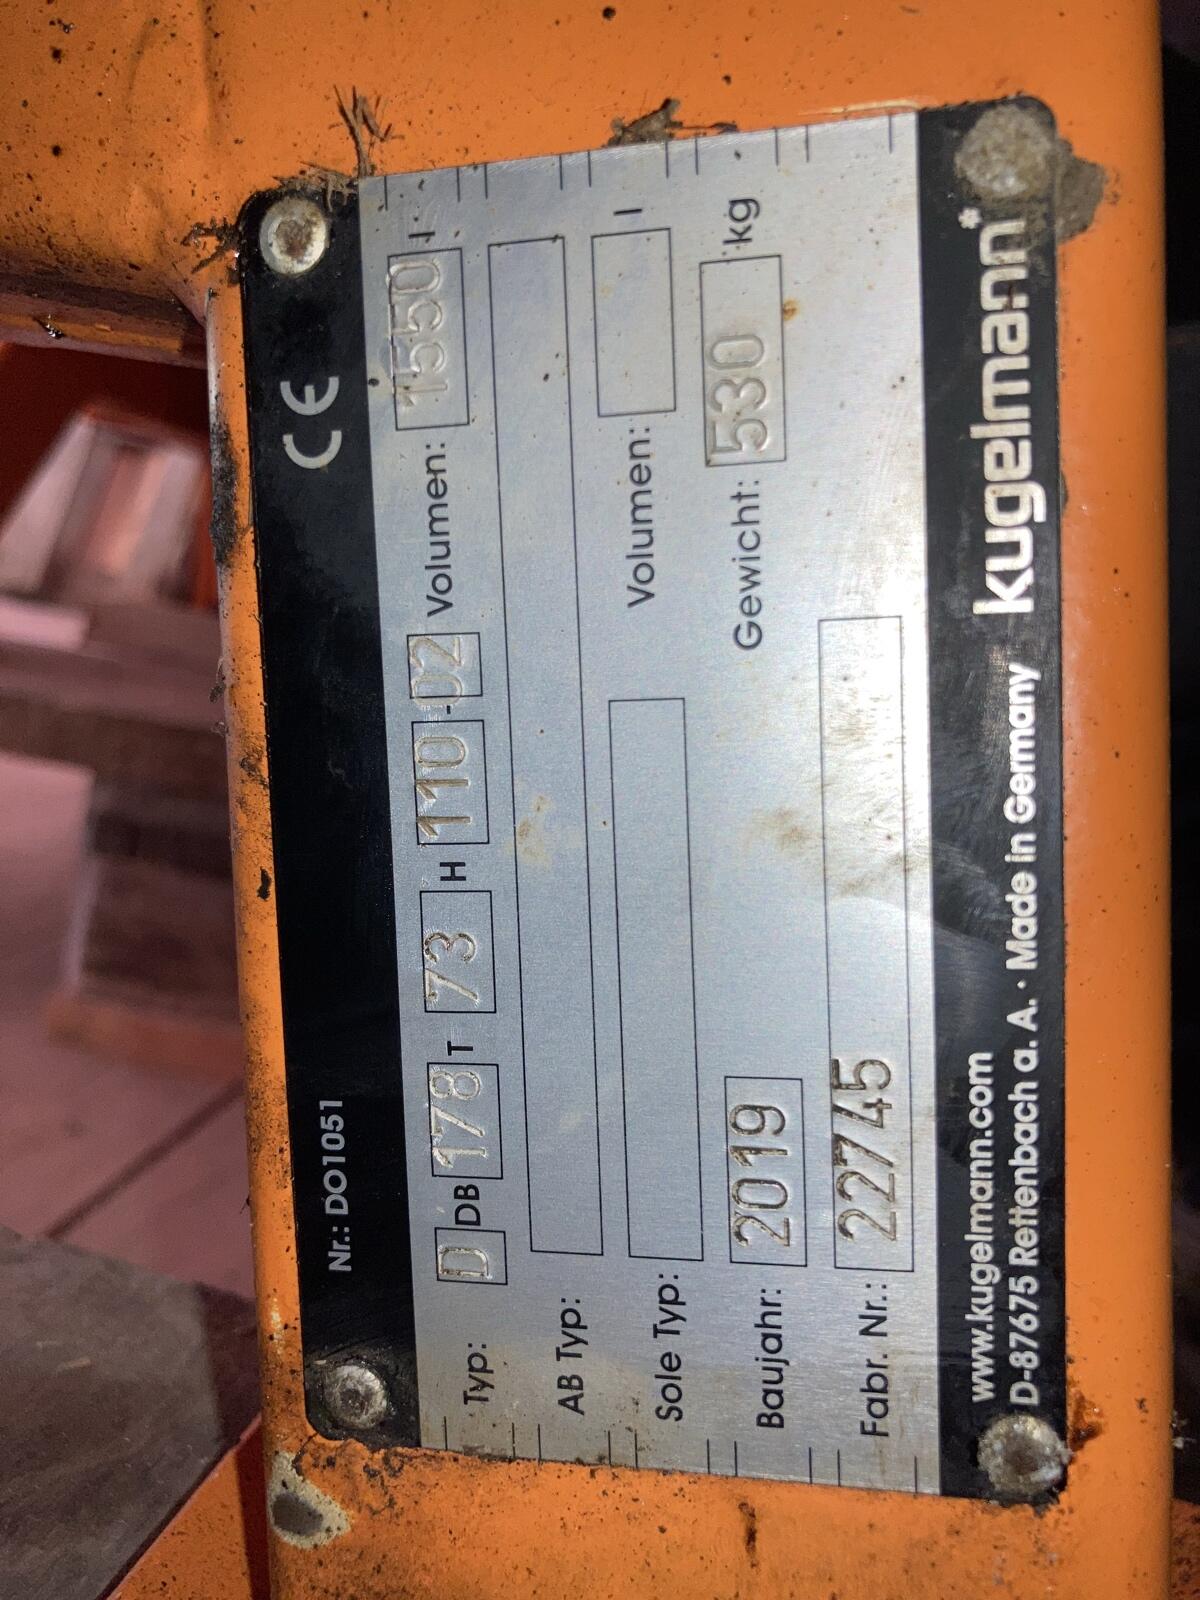 Nr.: DO1051 CE
Typ: D DB 178 T 73 H 110-02 Volumen: 1550 l
AB Typ:
Sole Typ: Volumen: l
Baujahr: 2019 Gewicht: 530 kg
Fabr. Nr.: 22745
www.kugelmann.com
D-87675 Rettenbach a. A. · Made in Germany kugelmann